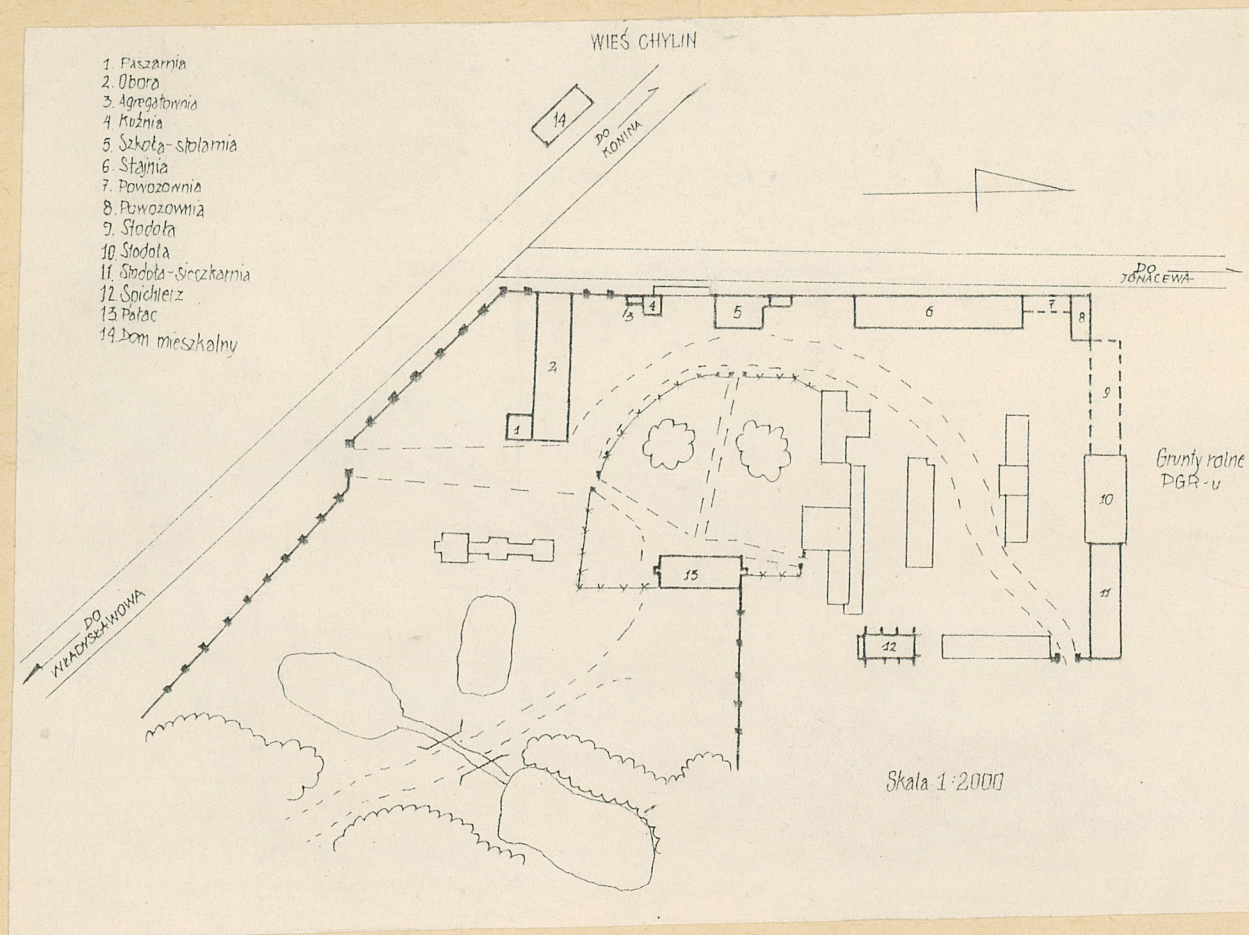 WIEŚ CHYLIN
1. Paszarnia
2. Obora
3. Agregatownia
4. Kuźnia
5. Szkoła-stolarnia
6. Stajnia
7. Powozownia
8. Powozownia
9. Stodoła
10. Stodoła
11. Stodoła-sieczkarnia
12. Spichlerz
13. Pałac
14. Dom mieszkalny
14
DO
KONINA
DO
IGNACEWA
3
4
5
6
7
8
2
9
1
Grunty rolne
PGR-u
10
13
11
DO
WŁADYSŁAWOWA
12
Skala 1:2000